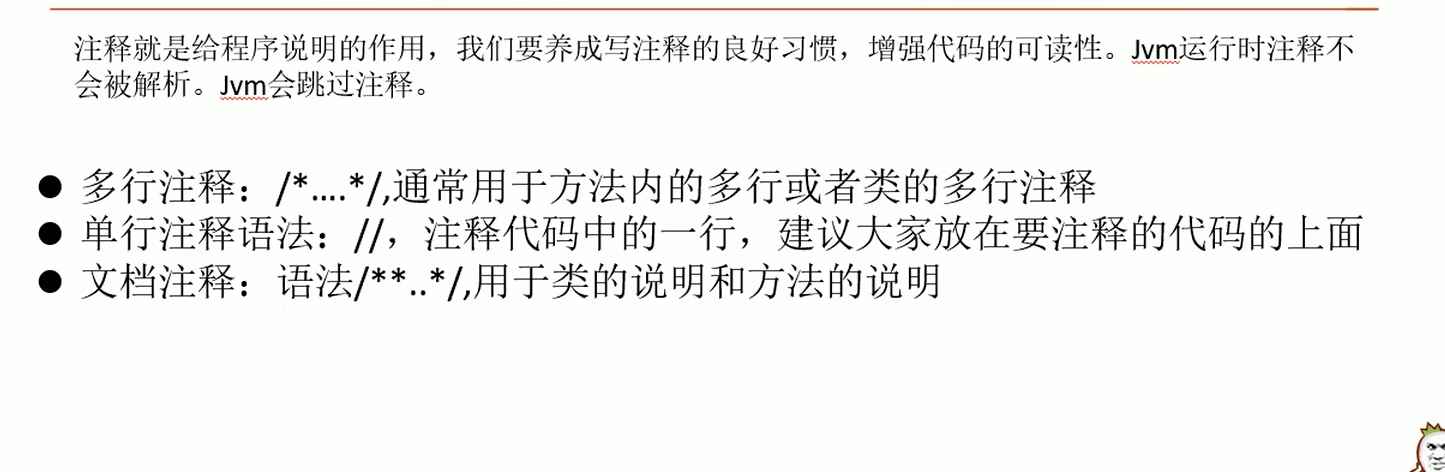 注释就是给程序说明的作用，我们要养成写注释的良好习惯，增强代码的可读性。Jvm运行时注释不
会被解析。Jvm会跳过注释。
● 多行注释：/*….*/,通常用于方法内的多行或者类的多行注释
● 单行注释语法：//，注释代码中的一行，建议大家放在要注释的代码的上面
● 文档注释：语法/**..*/,用于类的说明和方法的说明